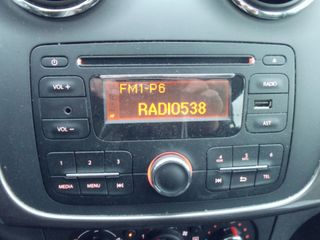 FM1-P6
RADIO538
VOL +
RADIO
VOL –
AST
1 2 3
4 5 6
MEDIA MENU
TEL